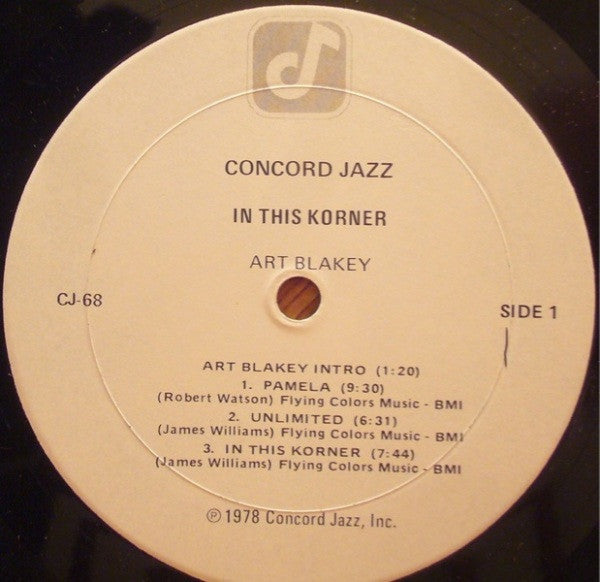 CONCORD JAZZ
IN THIS KORNER
ART BLAKEY
CJ-68
SIDE 1
ART BLAKEY INTRO (1:20)
1. PAMELA (9:30)
(Robert Watson) Flying Colors Music - BMI
2. UNLIMITED (6:31)
(James Williams) Flying Colors Music - BMI
3. IN THIS KORNER (7:44)
(James Williams) Flying Colors Music - BMI
℗ 1978 Concord Jazz, Inc.